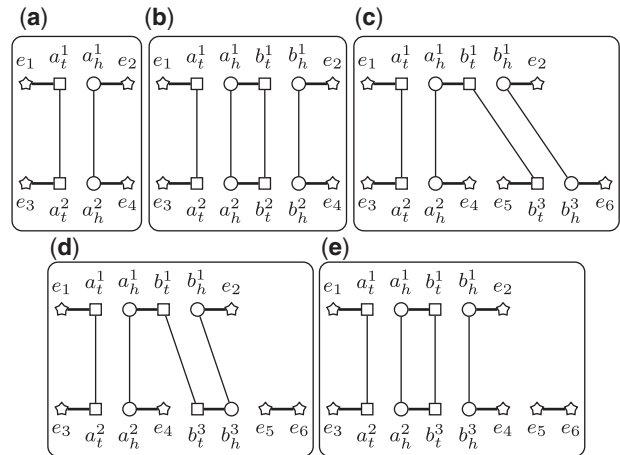 (a) (b) (c)
e₁ a¹ₜ a¹ₕ e₂ e₁ a¹ₜ a¹ₕ b¹ₜ b¹ₕ e₂ e₁ a¹ₜ a¹ₕ b¹ₜ b¹ₕ e₂
e₃ a²ₜ a²ₕ e₄ e₃ a²ₜ a²ₕ b²ₜ b²ₕ e₄ e₃ a²ₜ a²ₕ e₄ e₅ b³ₜ b³ₕ e₆
(d) (e)
e₁ a¹ₜ a¹ₕ b¹ₜ b¹ₕ e₂ e₁ a¹ₜ a¹ₕ b¹ₜ b¹ₕ e₂
e₃ a²ₜ a²ₕ e₄ b³ₜ b³ₕ e₅ e₆ e₃ a²ₜ a²ₕ b³ₜ b³ₕ e₄ e₅ e₆